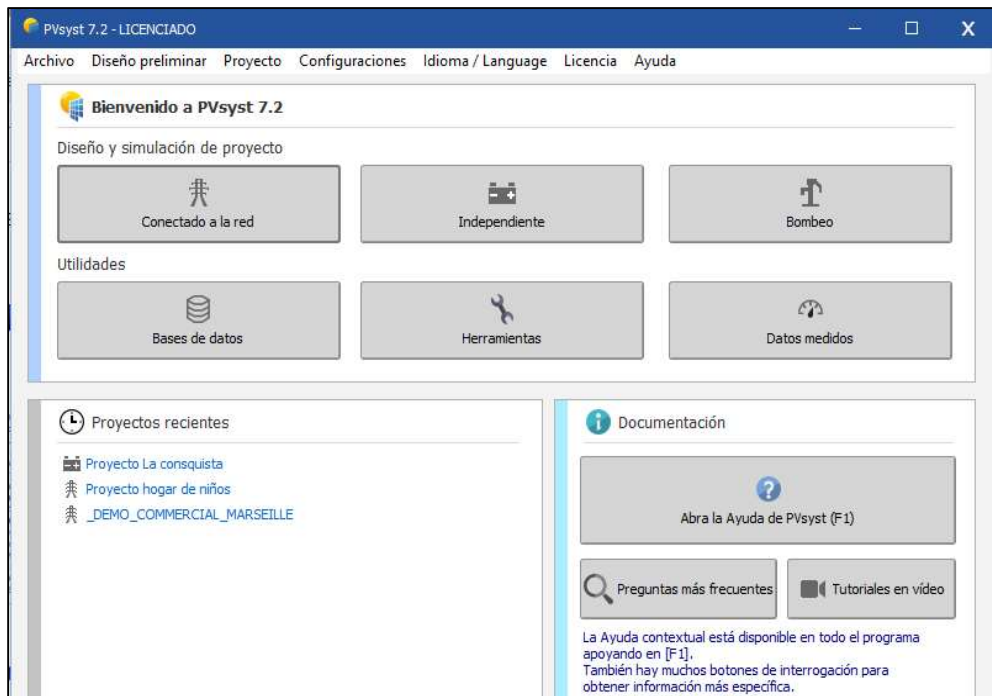 PVsyst 7.2 - LICENCIADO
X
Archivo Diseño preliminar Proyecto Configuraciones Idioma / Language Licencia Ayuda
Bienvenido a PVsyst 7.2
Diseño y simulación de proyecto
Conectado a la red
Independiente
Bombeo
Utilidades
Bases de datos
Herramientas
Datos medidos
Proyectos recientes
Proyecto La consquista
Proyecto hogar de niños
_DEMO_COMMERCIAL_MARSEILLE
Documentación
Abra la Ayuda de PVsyst (F1)
Preguntas más frecuentes
Tutoriales en vídeo
La Ayuda contextual está disponible en todo el programa
apoyando en [F1].
También hay muchos botones de interrogación para
obtener información más específica.